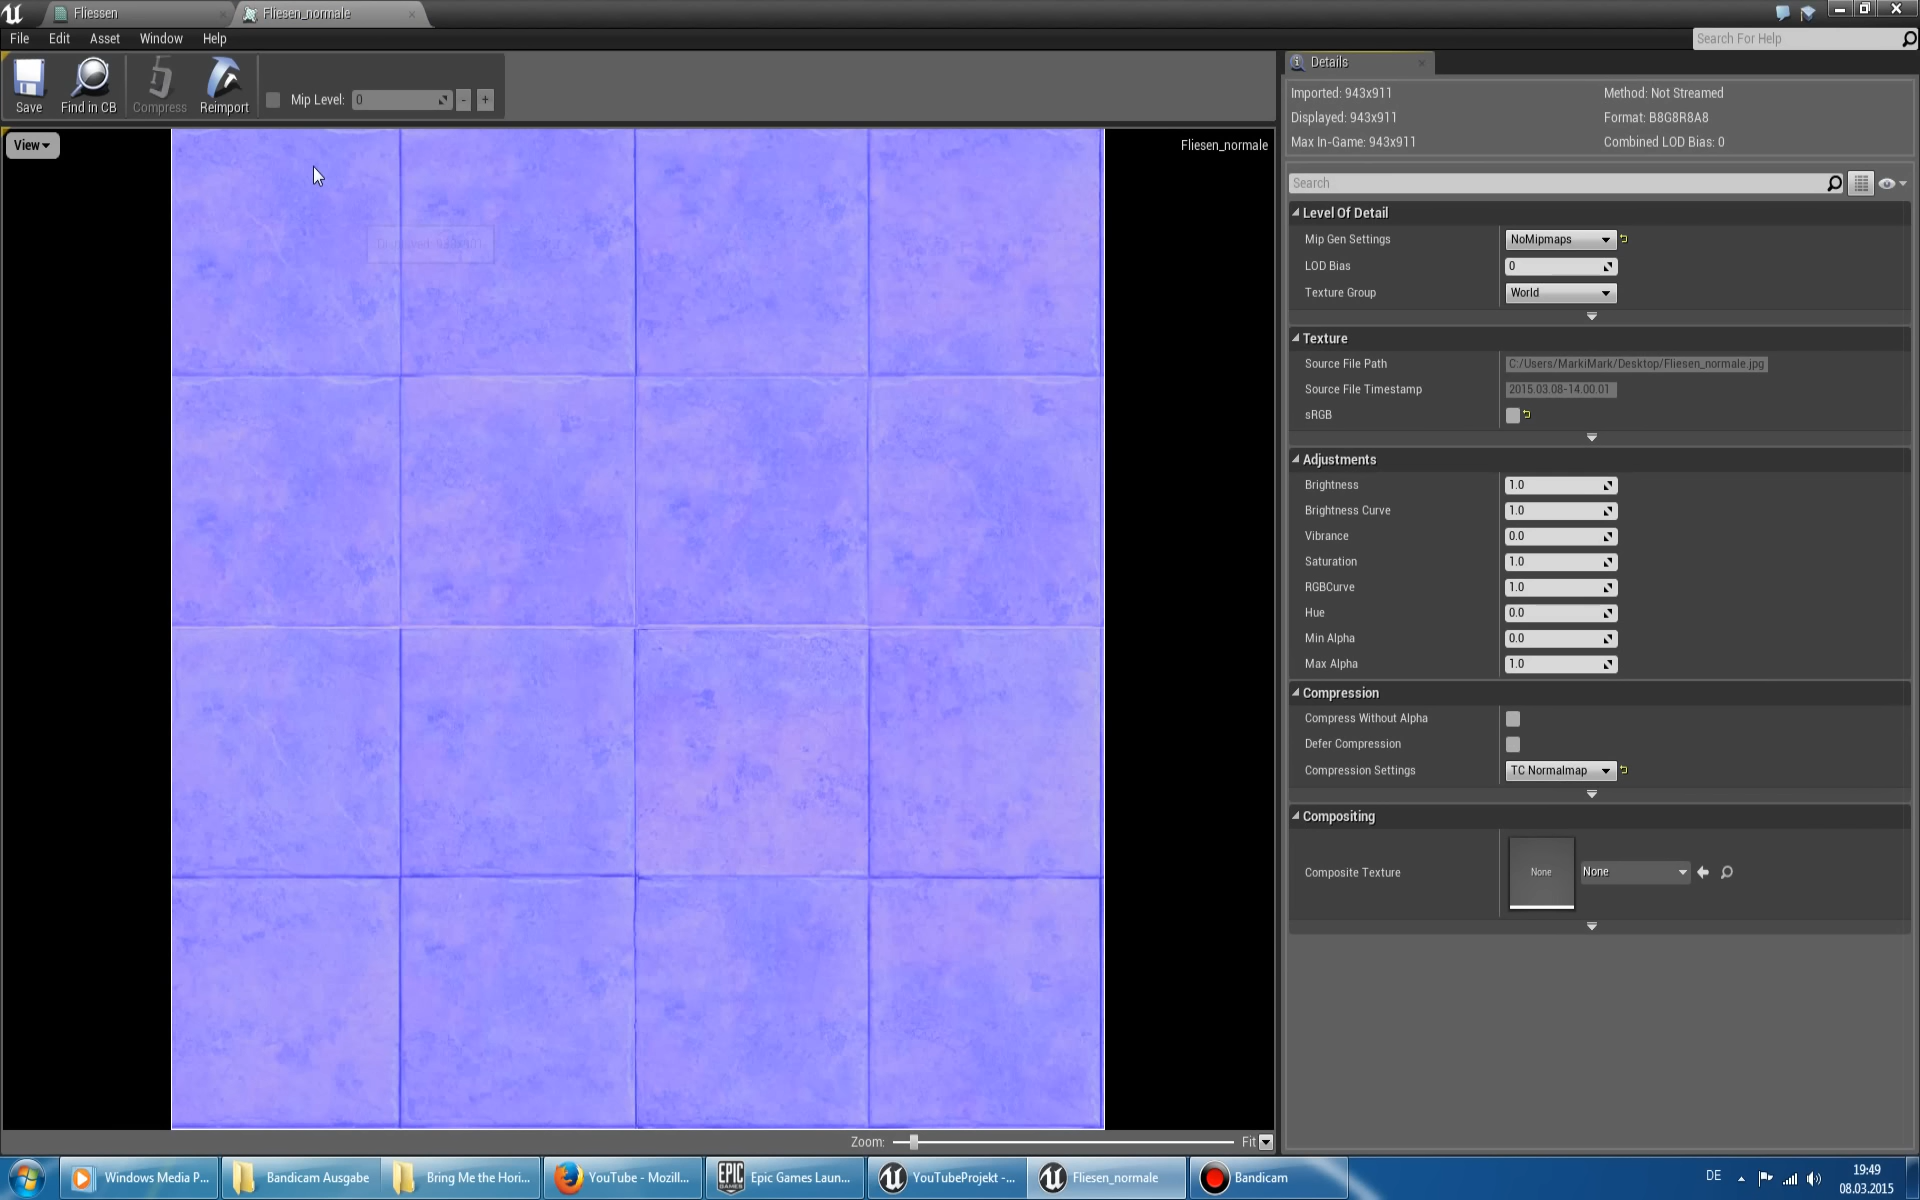 Fliessen
Fliesen_normale
File Edit Asset Window Help
Search For Help
Save Find in CB Compress Reimport
Mip Level: 0 - +
View
Fliesen_normale
Displayed: 943x911
Zoom: Fit
Details
Imported: 943x911 Method: Not Streamed
Displayed: 943x911 Format: B8G8R8A8
Max In-Game: 943x911 Combined LOD Bias: 0
Search
Level Of Detail
Mip Gen Settings NoMipmaps
LOD Bias 0
Texture Group World
Texture
Source File Path C:/Users/MarkiMark/Desktop/Fliesen_normale.jpg
Source File Timestamp 2015.03.08-14.00.01
sRGB
Adjustments
Brightness 1.0
Brightness Curve 1.0
Vibrance 0.0
Saturation 1.0
RGBCurve 1.0
Hue 0.0
Min Alpha 0.0
Max Alpha 1.0
Compression
Compress Without Alpha
Defer Compression
Compression Settings TC Normalmap
Compositing
Composite Texture None None
Windows Media P... Bandicam Ausgabe Bring Me the Hori... YouTube - Mozill... EPIC GAMES Epic Games Laun... YouTubeProjekt -... Fliesen_normale Bandicam
DE 19:49
08.03.2015